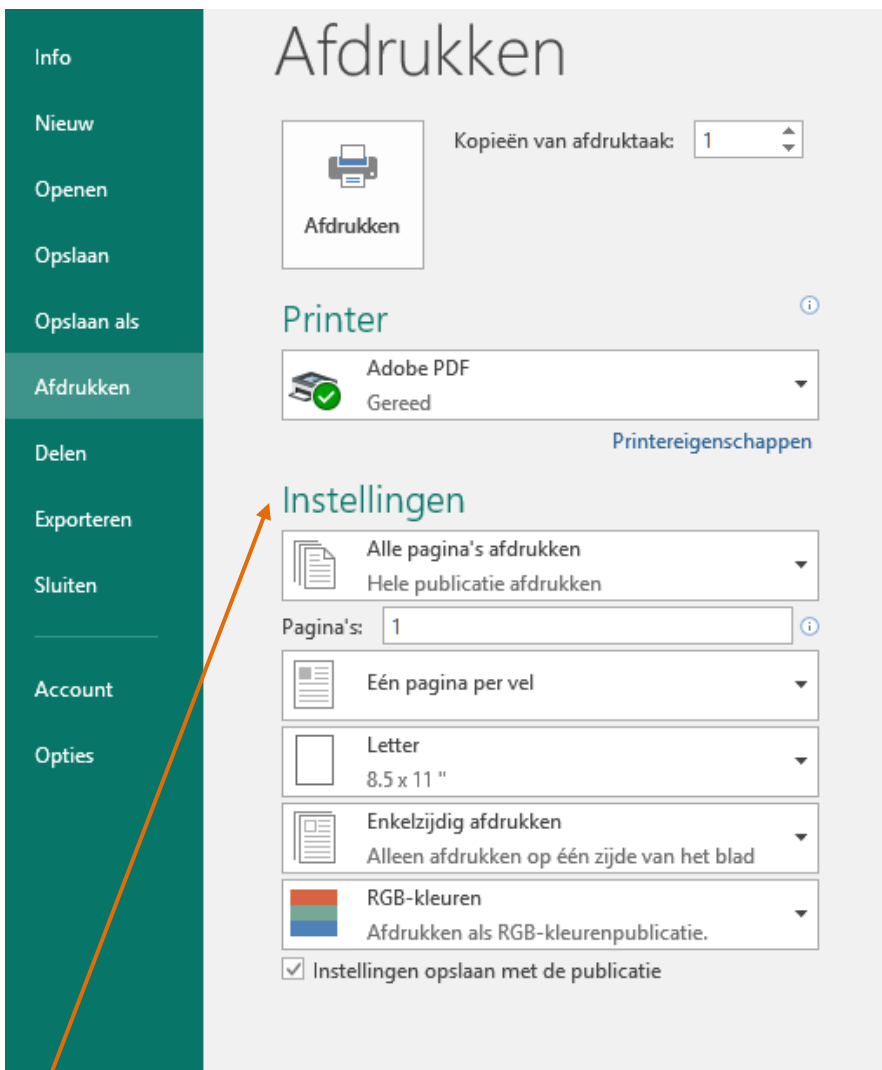 Info
Nieuw
Openen
Opslaan
Opslaan als
Afdrukken
Delen
Exporteren
Sluiten
Account
Opties
Afdrukken
Afdrukken
Kopieën van afdruktaak: 1
Printer
Adobe PDF
Gereed
Printereigenschappen
Instellingen
Alle pagina's afdrukken
Hele publicatie afdrukken
Pagina's: 1
Eén pagina per vel
Letter
8.5 x 11 "
Enkelzijdig afdrukken
Alleen afdrukken op één zijde van het blad
RGB-kleuren
Afdrukken als RGB-kleurenpublicatie.
Instellingen opslaan met de publicatie